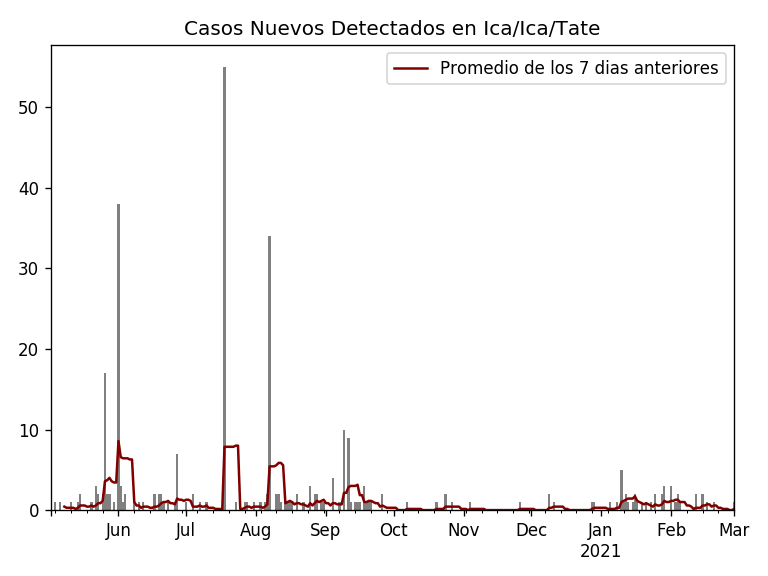 Casos Nuevos Detectados en Ica/Ica/Tate
Promedio de los 7 dias anteriores
50
40
30
20
10
0
Jun Jul Aug Sep Oct Nov Dec Jan Feb Mar
2021